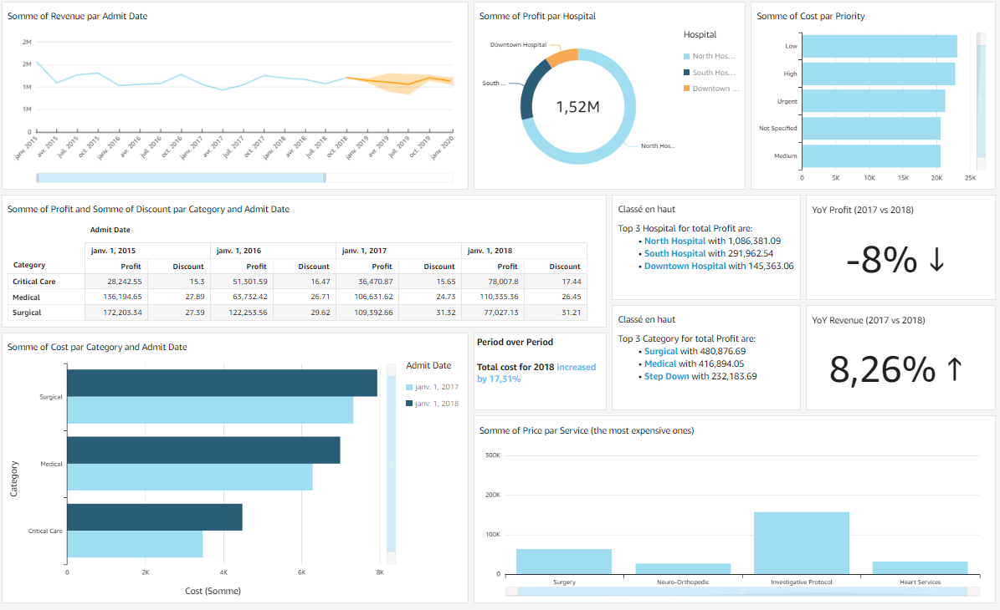 Somme of Revenue par Admit Date
2M
2M
1M
1M
0
janv. 2015
avr. 2015
juil. 2015
oct. 2015
janv. 2016
avr. 2016
juil. 2016
oct. 2016
janv. 2017
avr. 2017
juil. 2017
oct. 2017
janv. 2018
avr. 2018
juil. 2018
oct. 2018
janv. 2019
avr. 2019
juil. 2019
oct. 2019
janv. 2020
Somme of Profit par Hospital
Downtown Hospital
South ...
1,52M
North Hos...
Hospital
North Hos...
South Hos...
Downtown ...
Somme of Cost par Priority
Low
High
Urgent
Not Specified
Medium
0 5K 10K 15K 20K 25K
Somme of Profit and Somme of Discount par Category and Admit Date
Admit Date
janv. 1, 2015 janv. 1, 2016 janv. 1, 2017 janv. 1, 2018
Category Profit Discount Profit Discount Profit Discount Profit Discount
Critical Care 28,242.55 15.3 51,301.59 16.47 36,470.87 15.65 78,007.8 17.44
Medical 136,194.65 27.89 63,732.42 26.71 106,631.62 24.73 110,335.36 26.45
Surgical 172,203.34 27.39 122,253.56 29.62 109,392.66 31.32 77,027.13 31.21
Classé en haut
Top 3 Hospital for total Profit are:
• North Hospital with 1,086,381.09
• South Hospital with 291,962.54
• Downtown Hospital with 145,363.06
YoY Profit (2017 vs 2018)
-8% ↓
Somme of Cost par Category and Admit Date
Category
Surgical
Medical
Critical Care
0 2K 4K 6K 8K
Cost (Somme)
Admit Date
janv. 1, 2017
janv. 1, 2018
Period over Period
Total cost for 2018 increased
by 17,31%
Classé en haut
Top 3 Category for total Profit are:
• Surgical with 480,876.69
• Medical with 416,894.05
• Step Down with 232,183.69
YoY Revenue (2017 vs 2018)
8,26% ↑
Somme of Price par Service (the most expensive ones)
300K
200K
100K
0
Surgery Neuro-Orthopedic Investigative Protocol Heart Services